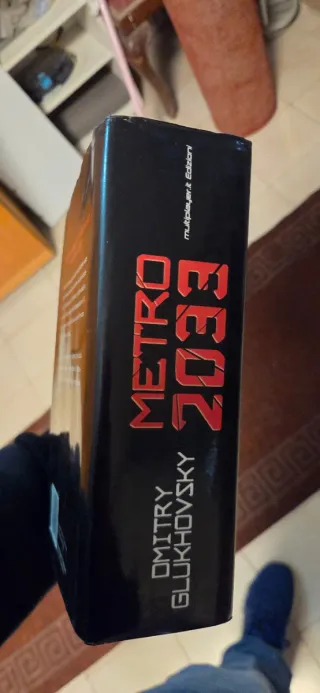 DMITRY
GLUKHOVSKY
METRO
2033
multiplayer.it Edizioni